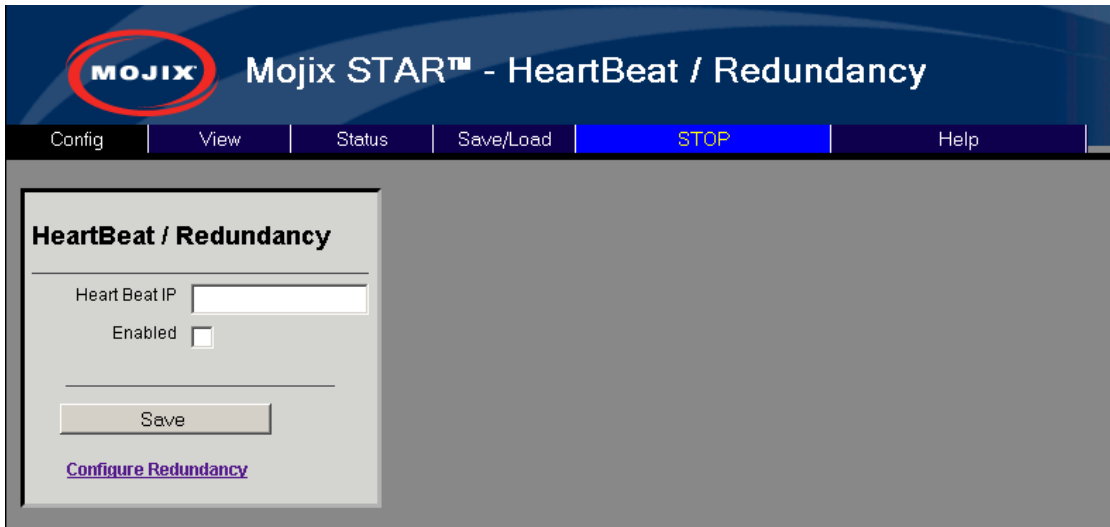 MOJIX
Mojix STAR™ - HeartBeat / Redundancy
Config View Status Save/Load STOP Help
HeartBeat / Redundancy
Heart Beat IP
Enabled
Save
Configure Redundancy